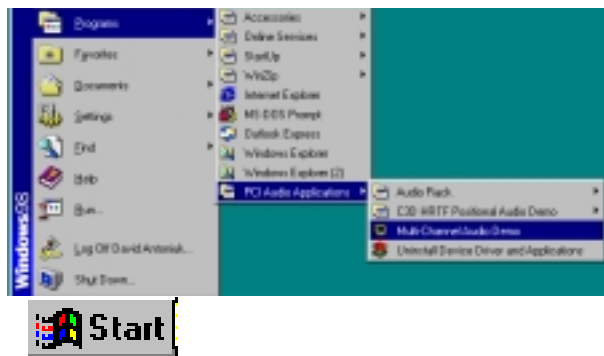 Programs
Favorites
Documents
Settings
Find
Help
Run...
Log Off David Antoniuk...
Shut Down...
Windows98
Accessories
Online Services
StartUp
WinZip
Internet Explorer
MS-DOS Prompt
Outlook Express
Windows Explorer
Windows Explorer (2)
PCI Audio Applications
Audio Rack
C3D HRTF Positional Audio Demo
Multi-Channel Audio Demo
Uninstall Device Driver and Applications
Start